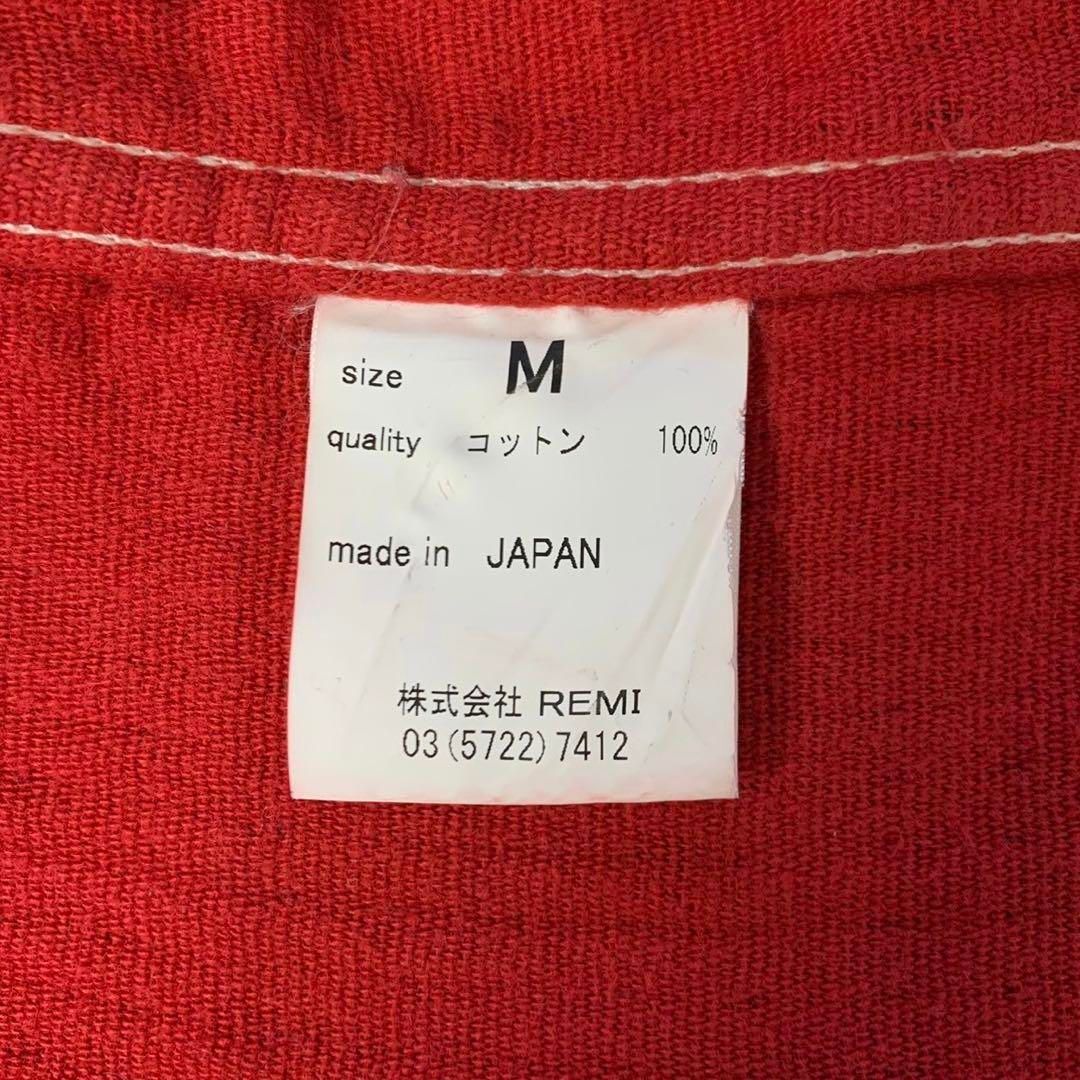 size M
quality コットン 100%
made in JAPAN
株式会社 REMI
03(5722)7412